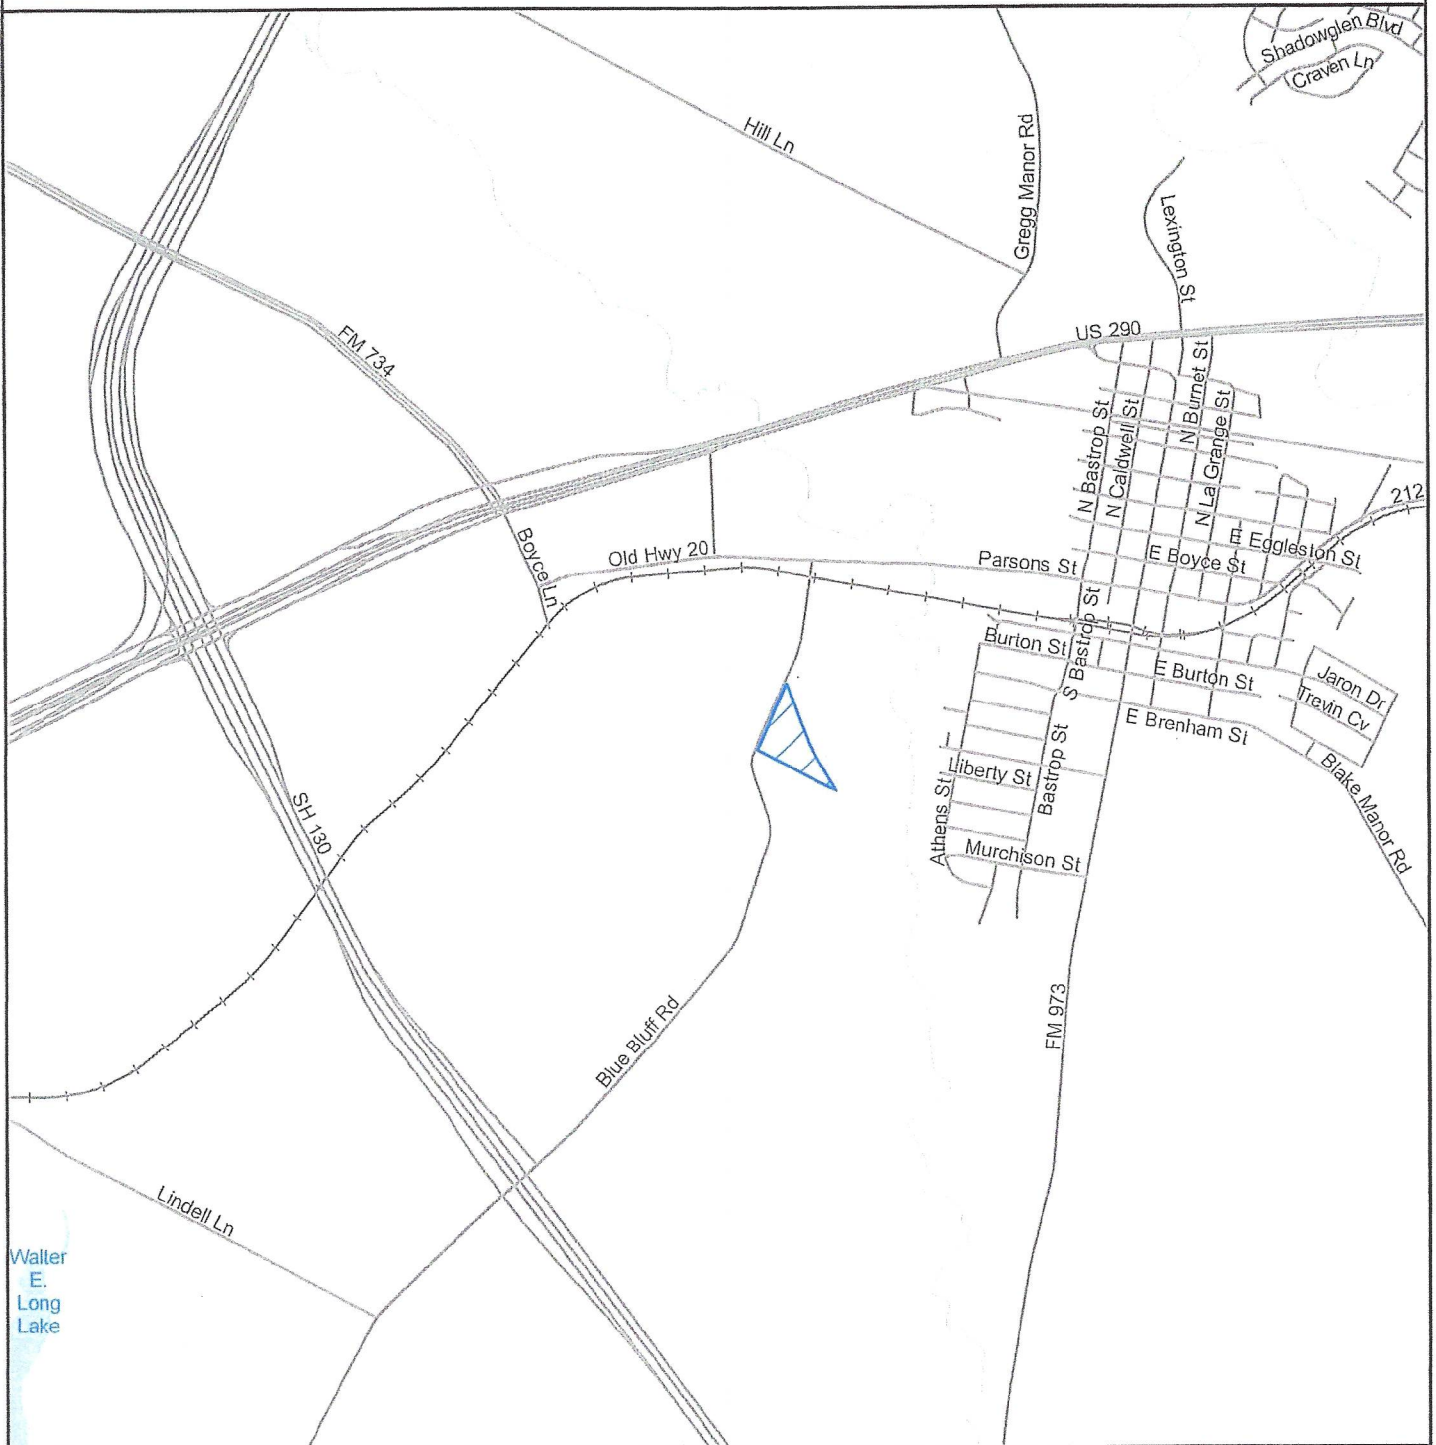 Shadowglen Blvd
Craven Ln
Hill Ln
Gregg Manor Rd
Lexington St
US 290
FM 734
N Burnet St
N Bastrop St
N Caldwell St
N La Grange St
212
Boyce Ln
Old Hwy 20
Parsons St
E Boyce St
E Eggleston St
Burton St
S Bastrop St
E Burton St
Jaron Dr
Trevin Cv
E Brenham St
Liberty St
Bastrop St
Athens St
Blake Manor Rd
SH 130
Murchison St
FM 973
Blue Bluff Rd
Lindell Ln
Walter
E.
Long
Lake